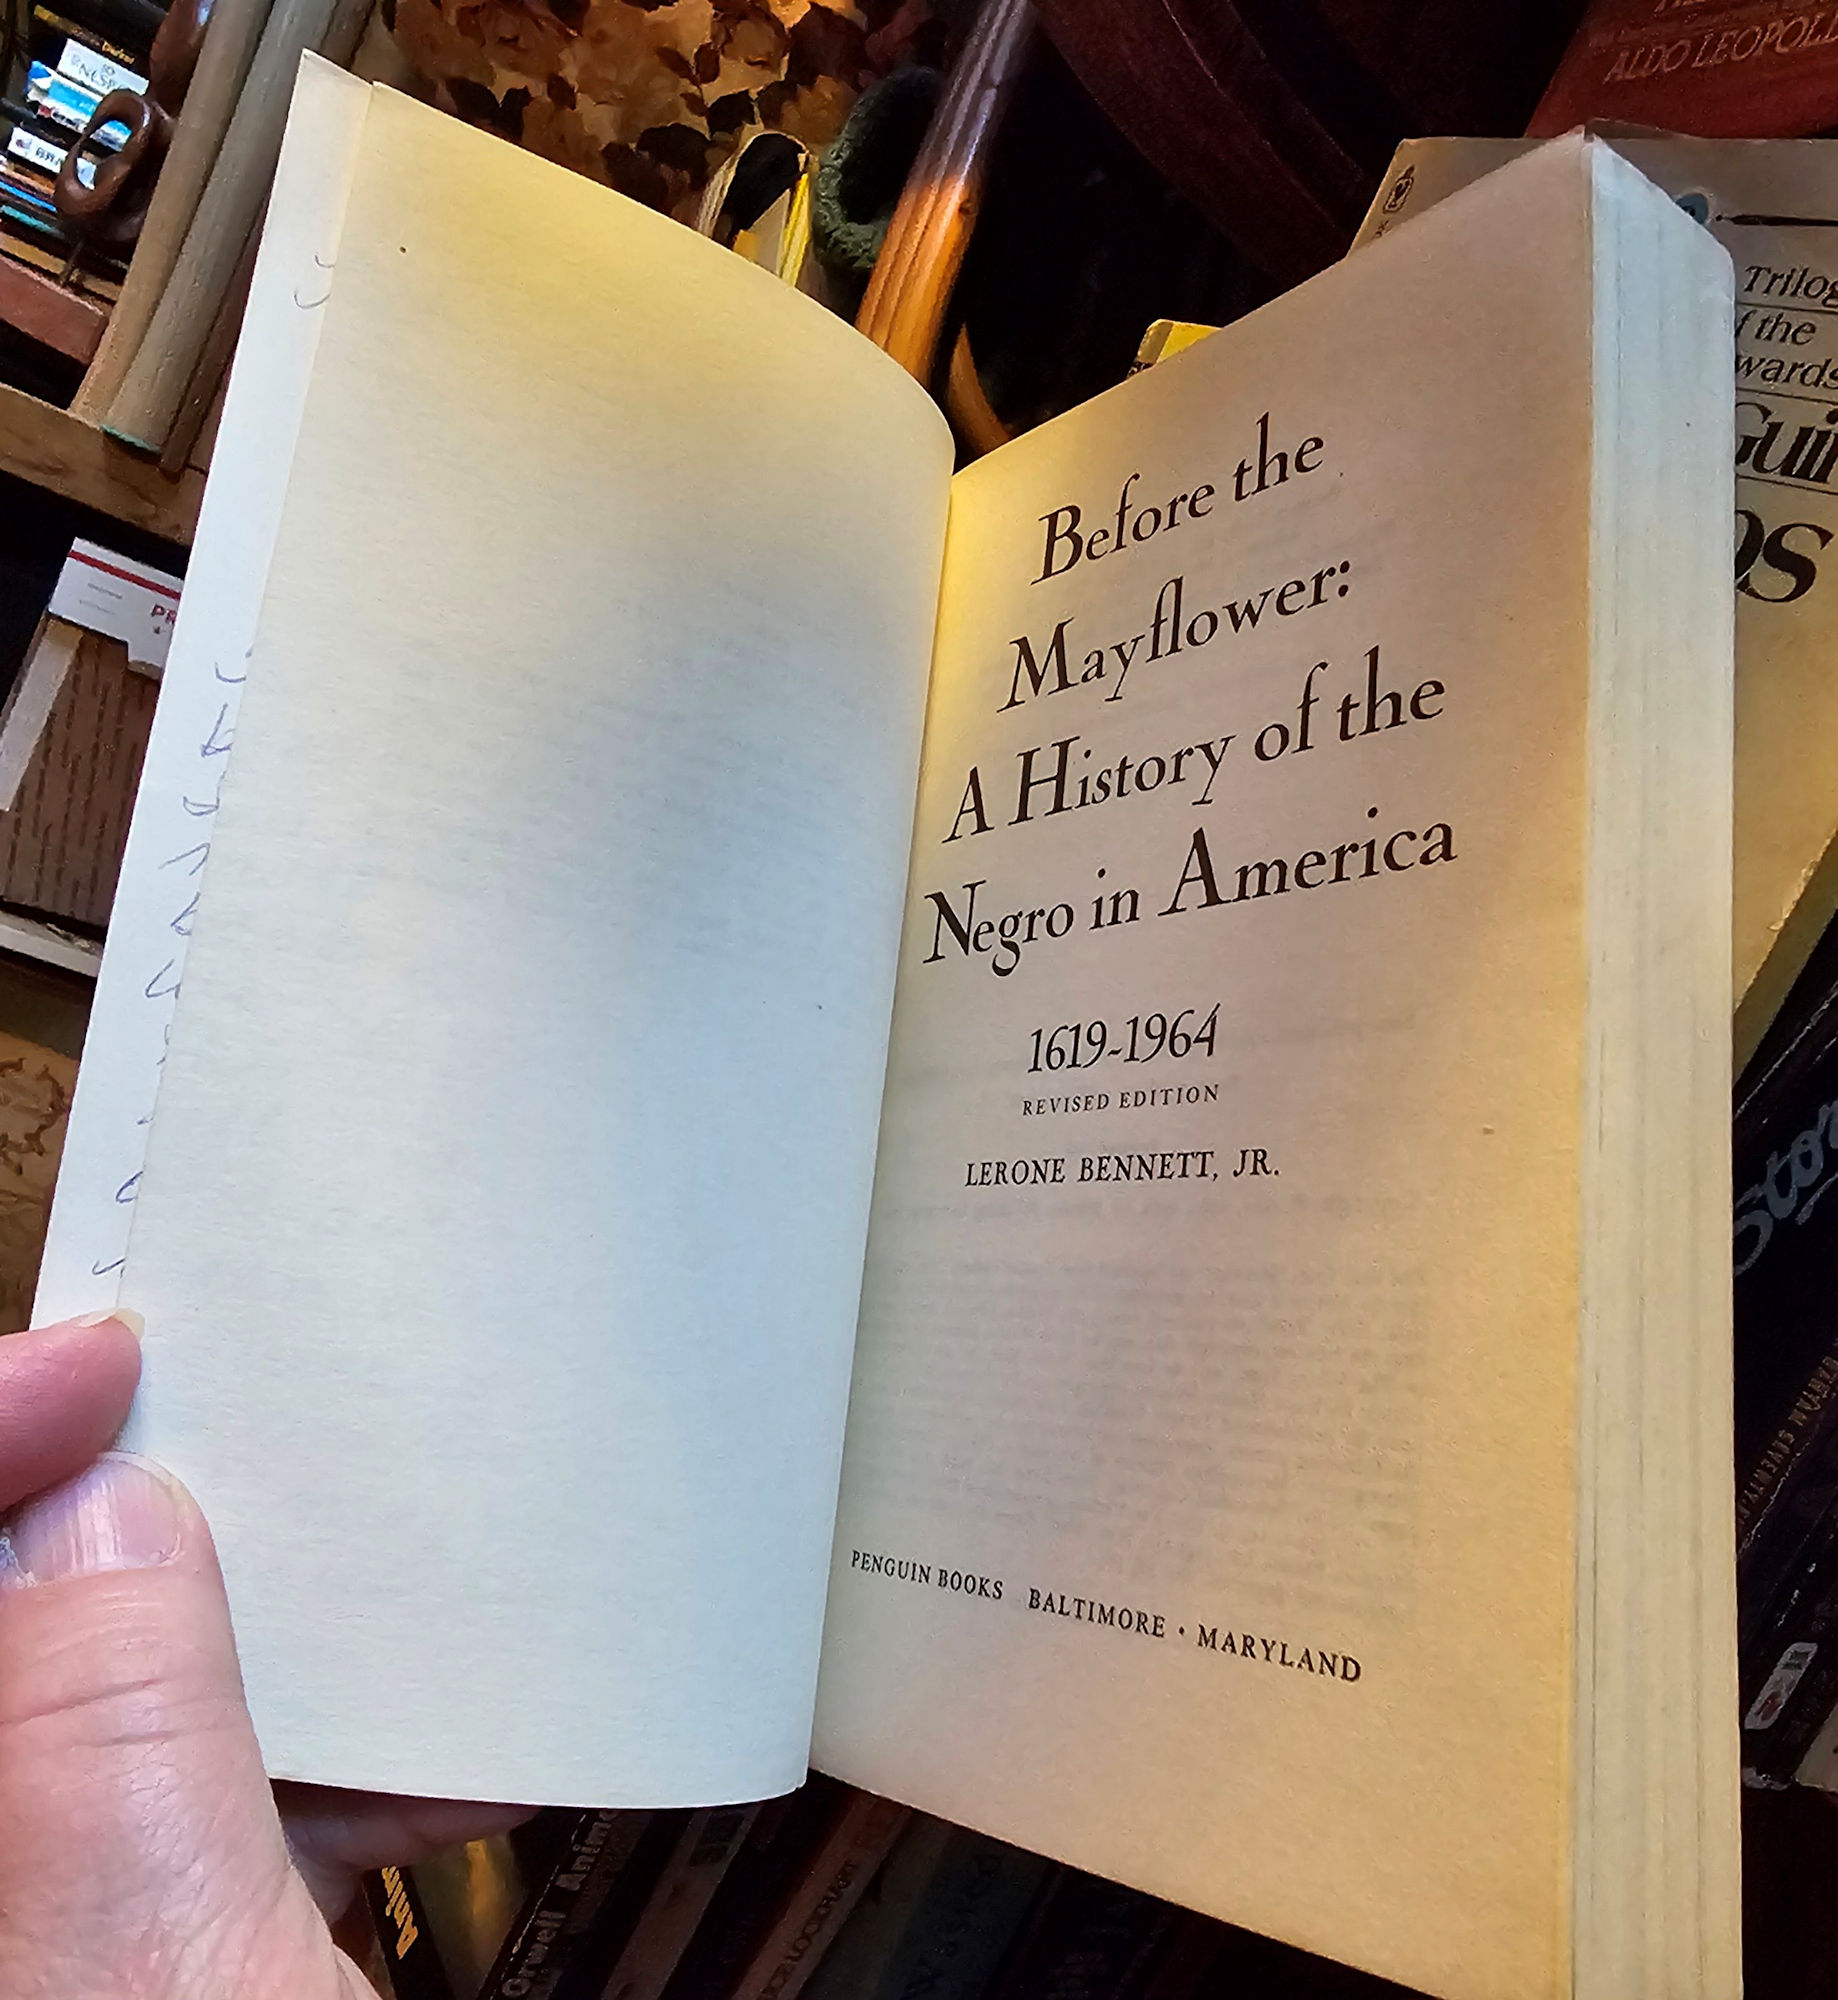 ALDO LEOPOLD
Trilog
f the
wards
Before the
Mayflower:
A History of the
Negro in America
1619-1964
REVISED EDITION
LERONE BENNETT, JR.
PENGUIN BOOKS BALTIMORE • MARYLAND
Orwell Anim